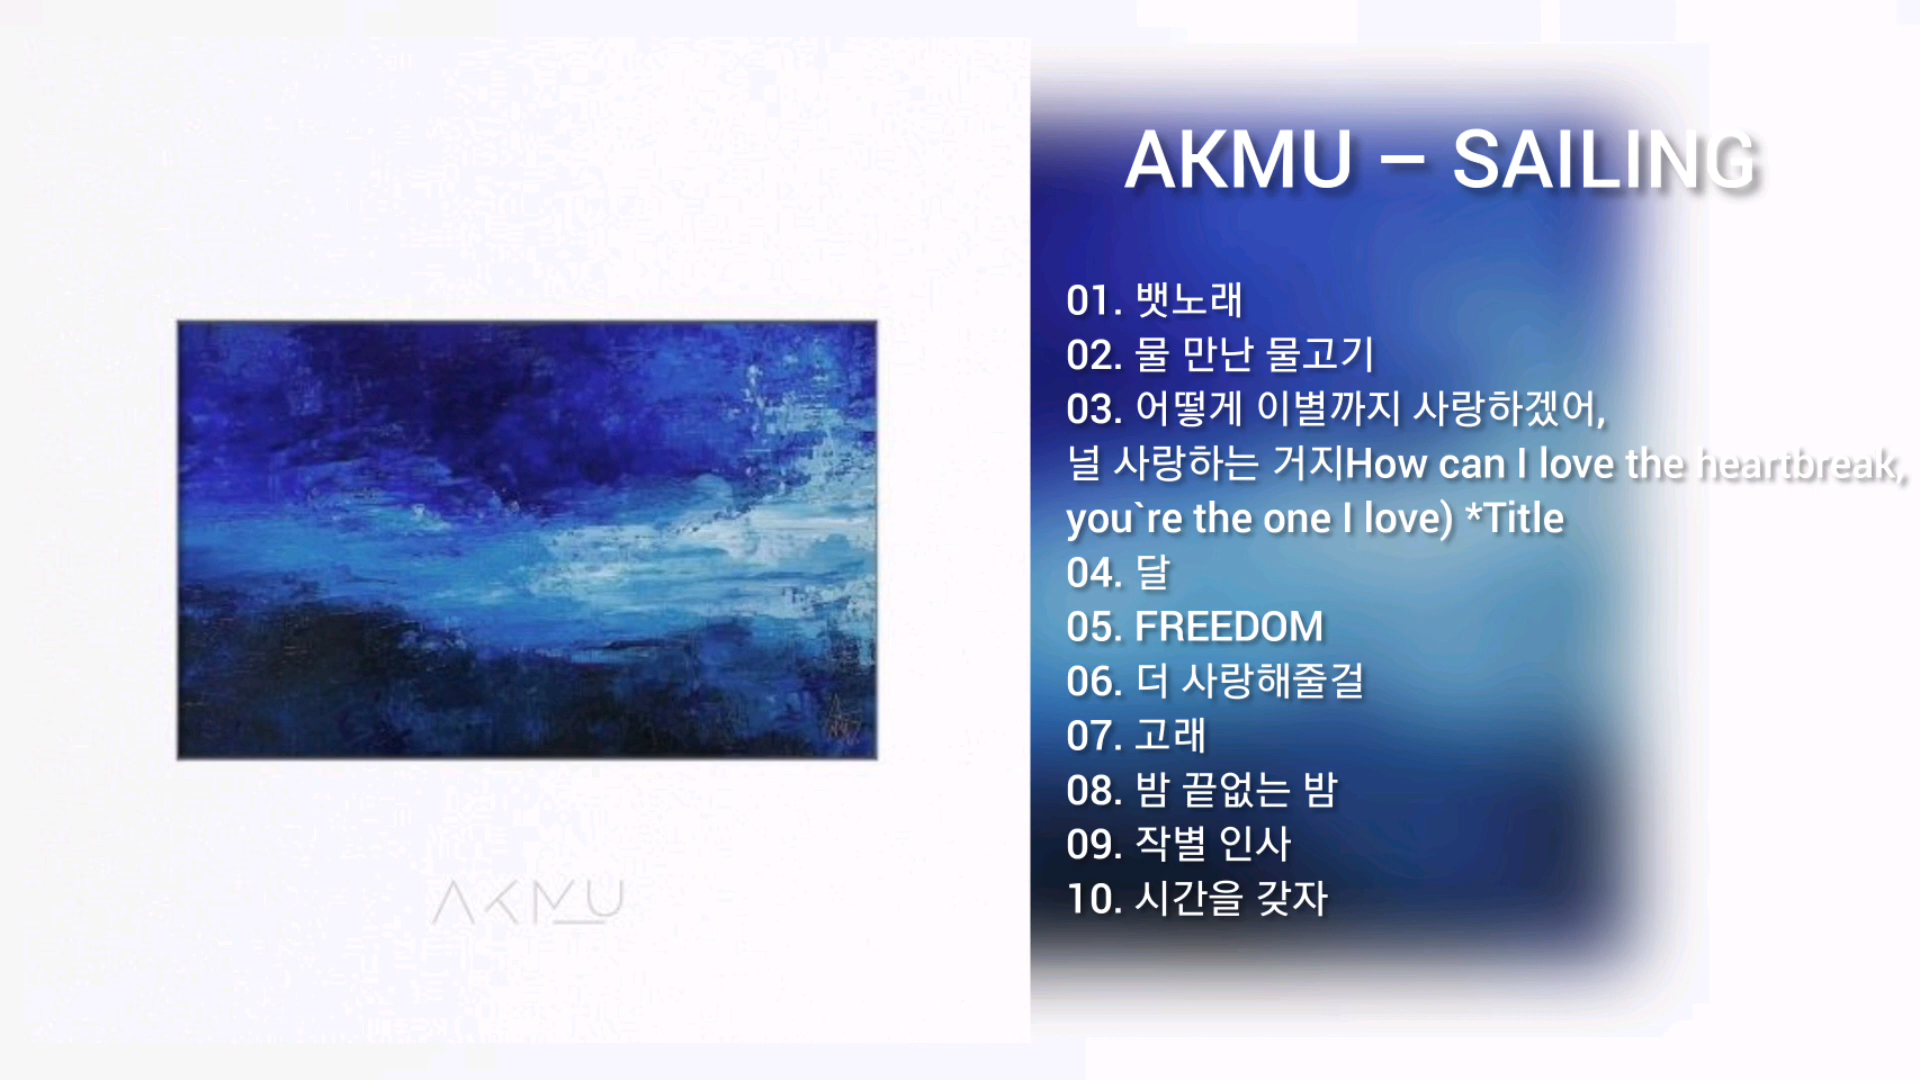 AKMU – SAILING
01. 뱃노래
02. 물 만난 물고기
03. 어떻게 이별까지 사랑하겠어,
널 사랑하는 거지How can I love the heartbreak,
you`re the one I love) *Title
04. 달
05. FREEDOM
06. 더 사랑해줄걸
07. 고래
08. 밤 끝없는 밤
09. 작별 인사
10. 시간을 갖자
AKMU